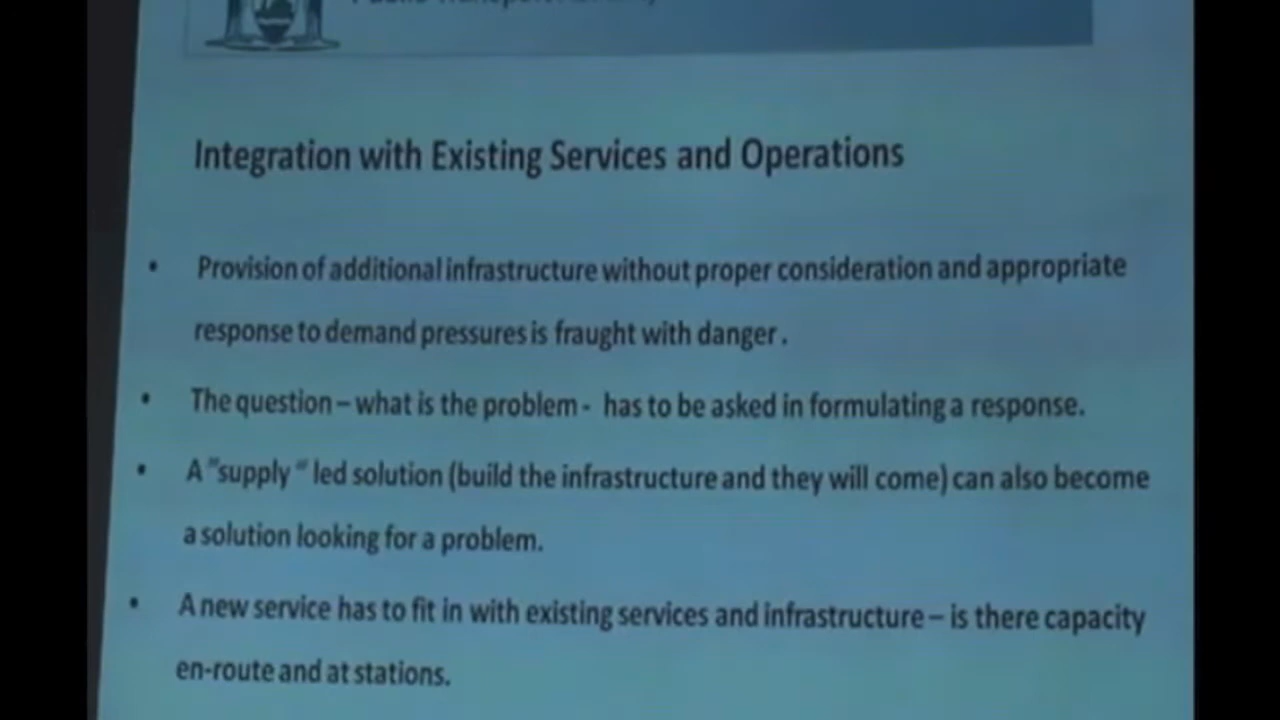 Integration with Existing Services and Operations
• Provision of additional infrastructure without proper consideration and appropriate
response to demand pressures is fraught with danger.
• The question – what is the problem - has to be asked in formulating a response.
• A "supply " led solution (build the infrastructure and they will come) can also become
a solution looking for a problem.
• A new service has to fit in with existing services and infrastructure – is there capacity
en-route and at stations.